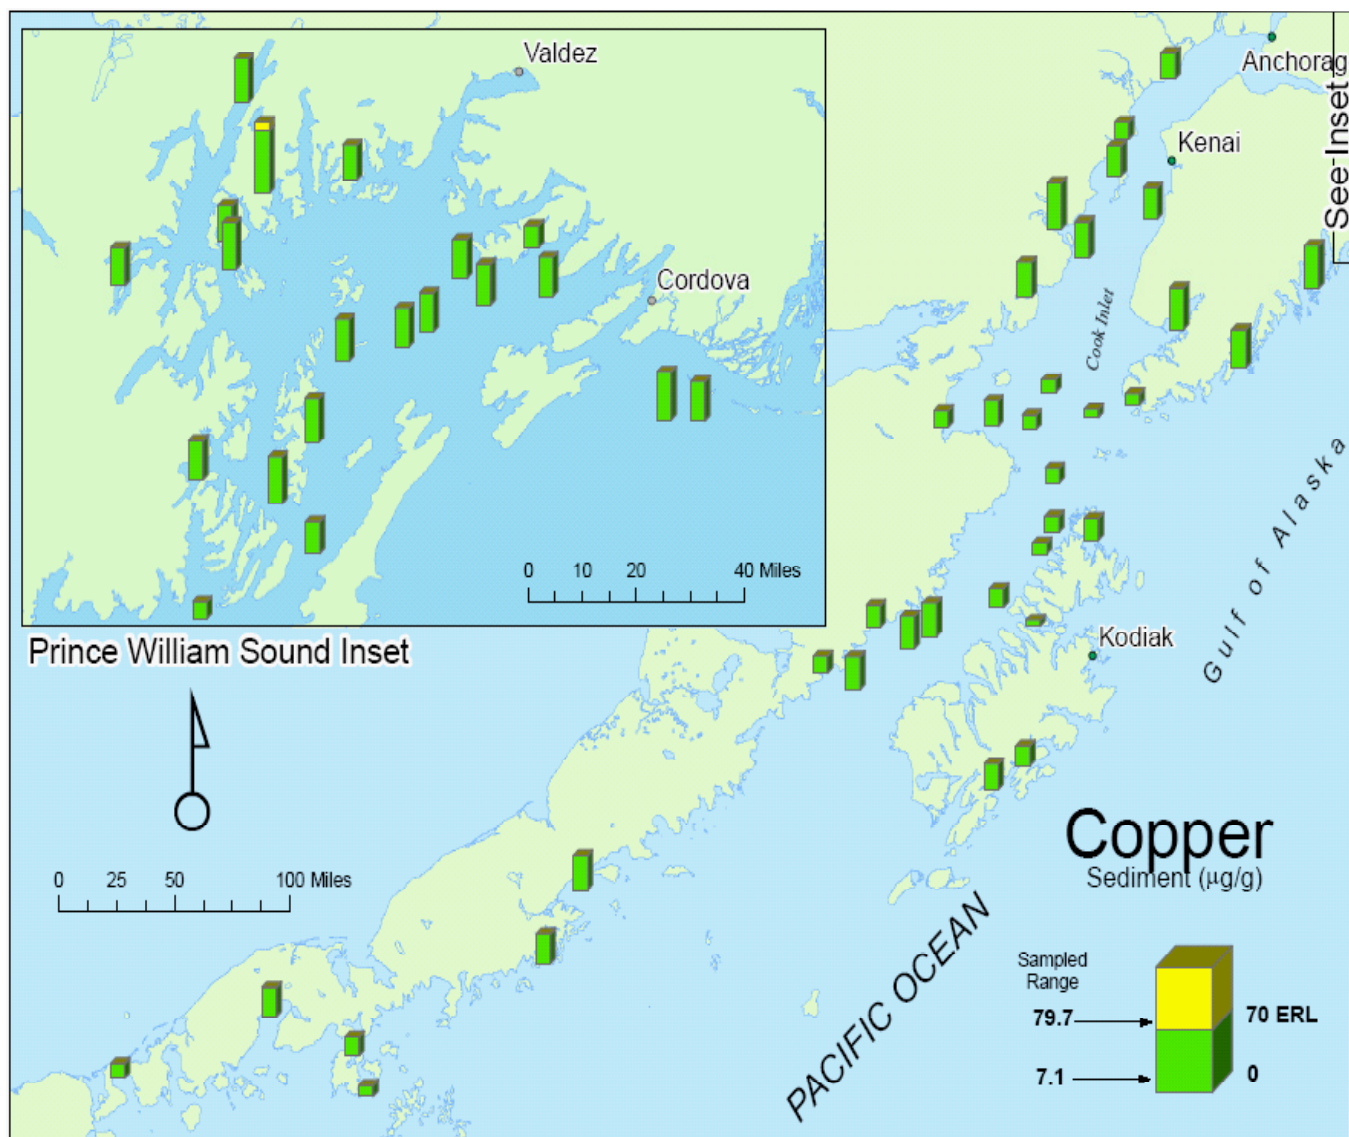 Valdez
Cordova
0 10 20 40 Miles
Prince William Sound Inset
Anchorag
See Inset
Kenai
Cook Inlet
Gulf of Alaska
Kodiak
0 25 50 100 Miles
PACIFIC OCEAN
Copper
Sediment (µg/g)
Sampled
Range
79.7
70 ERL
7.1
0